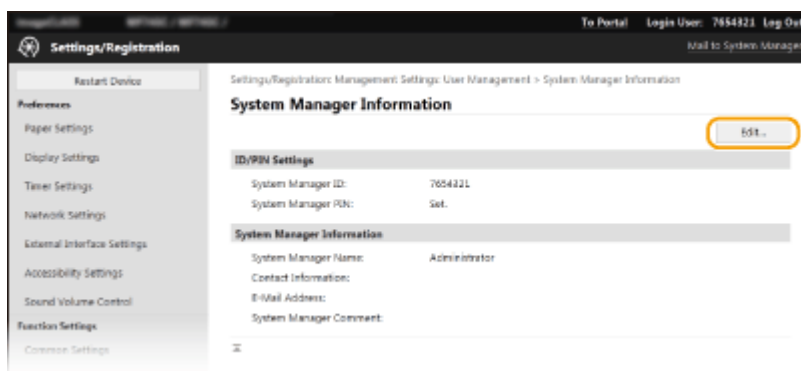 To Portal Login User: 7654321 Log Out
Settings/Registration
Mail to System Manager
Restart Device
Settings/Registration: Management Settings: User Management > System Manager Information
Preferences
System Manager Information
Paper Settings
Edit...
Display Settings
ID/PIN Settings
Timer Settings
System Manager ID: 7654321
System Manager PIN: Set.
Network Settings
System Manager Information
External Interface Settings
System Manager Name: Administrator
Accessibility Settings
Contact Information:
E-Mail Address:
Sound Volume Control
System Manager Comment:
Function Settings
Common Settings